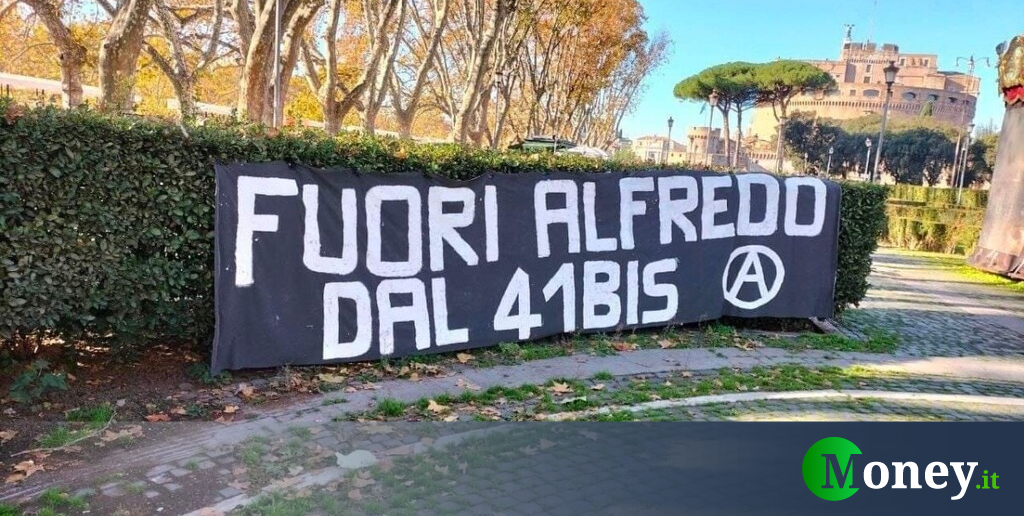 FUORI ALFREDO
DAL 41BIS A
Money.it